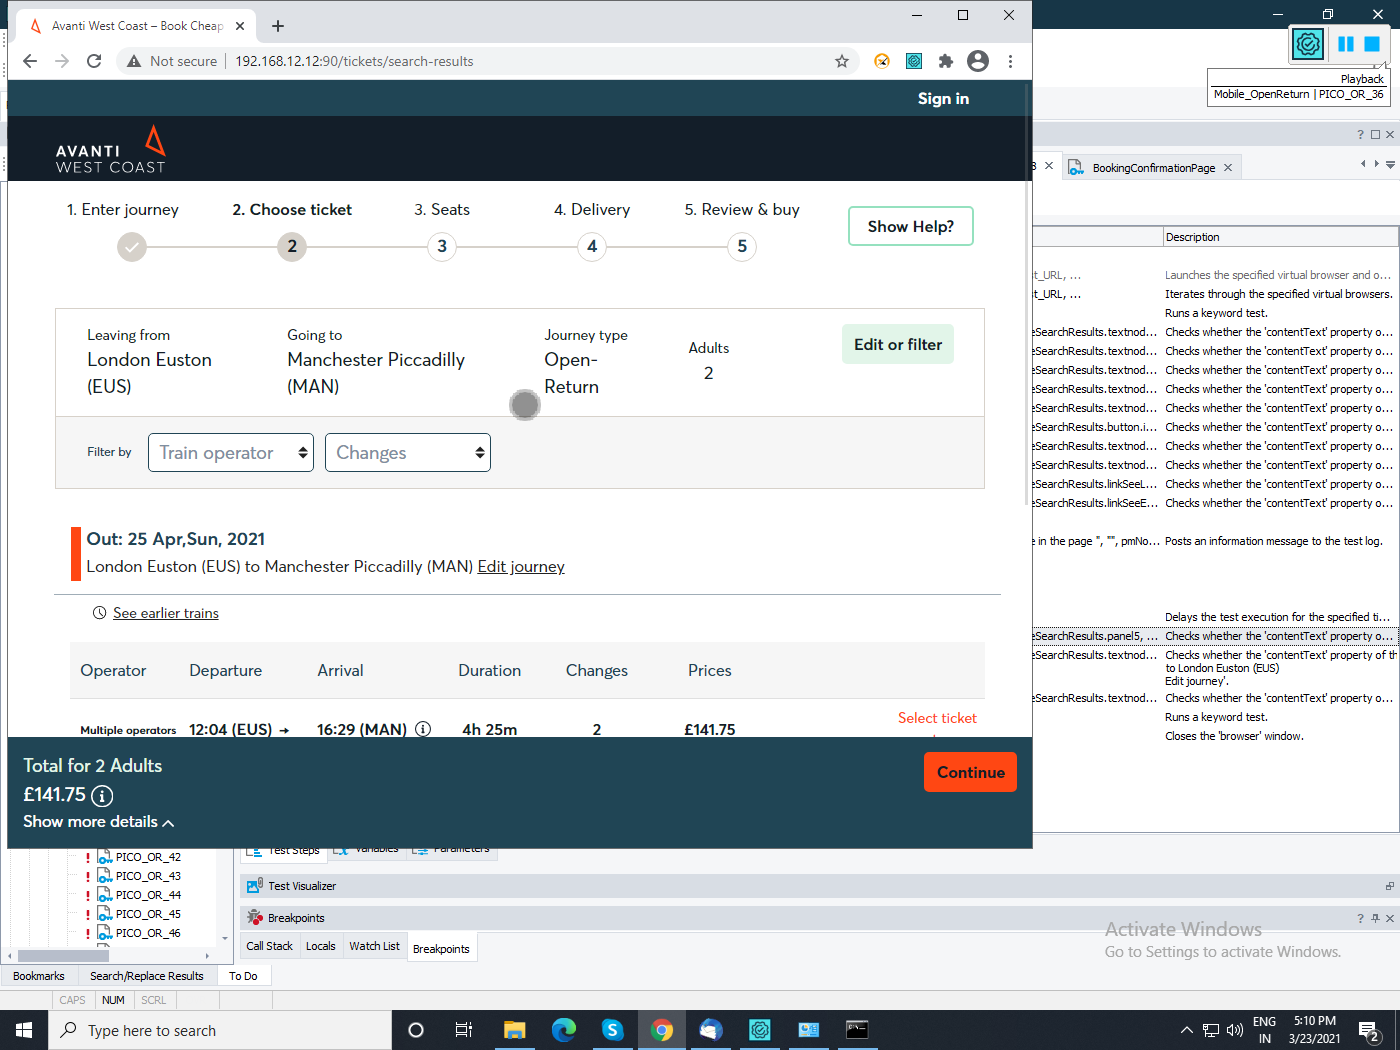 Avanti West Coast – Book Cheap
Not secure | 192.168.12.12:90/tickets/search-results
Playback
Mobile_OpenReturn | PICO_OR_36
Sign in
AVANTI
WEST COAST
BookingConfirmationPage
1. Enter journey
2. Choose ticket
3. Seats
4. Delivery
5. Review & buy
2
3
4
5
Show Help?
Leaving from
London Euston
(EUS)
Going to
Manchester Piccadilly
(MAN)
Journey type
Open-
Return
Adults
2
Edit or filter
Filter by
Train operator
Changes
Out: 25 Apr,Sun, 2021
London Euston (EUS) to Manchester Piccadilly (MAN) Edit journey
See earlier trains
Operator Departure Arrival Duration Changes Prices
Multiple operators 12:04 (EUS) → 16:29 (MAN) 4h 25m 2 £141.75
Select ticket
Total for 2 Adults
£141.75
Show more details
Continue
Description
t_URL, ... Launches the specified virtual browser and o...
t_URL, ... Iterates through the specified virtual browsers.
Runs a keyword test.
eSearchResults.textnod... Checks whether the 'contentText' property o...
eSearchResults.textnod... Checks whether the 'contentText' property o...
eSearchResults.textnod... Checks whether the 'contentText' property o...
eSearchResults.textnod... Checks whether the 'contentText' property o...
eSearchResults.textnod... Checks whether the 'contentText' property o...
eSearchResults.button.i... Checks whether the 'contentText' property o...
eSearchResults.textnod... Checks whether the 'contentText' property o...
eSearchResults.textnod... Checks whether the 'contentText' property o...
eSearchResults.linkSeeL... Checks whether the 'contentText' property o...
eSearchResults.linkSeeE... Checks whether the 'contentText' property o...
e in the page ", "", pmNo... Posts an information message to the test log.
Delays the test execution for the specified ti...
eSearchResults.panel5, ... Checks whether the 'contentText' property o...
eSearchResults.textnod... Checks whether the 'contentText' property of th
to London Euston (EUS)
Edit journey'.
eSearchResults.textnod... Checks whether the 'contentText' property o...
Runs a keyword test.
Closes the 'browser' window.
PICO_OR_42
PICO_OR_43
PICO_OR_44
PICO_OR_45
PICO_OR_46
Test Steps Variables Parameters
Test Visualizer
Breakpoints
Call Stack Locals Watch List Breakpoints
Bookmarks Search/Replace Results To Do
CAPS NUM SCRL
Activate Windows
Go to Settings to activate Windows.
Type here to search
ENG
IN
5:10 PM
3/23/2021
2